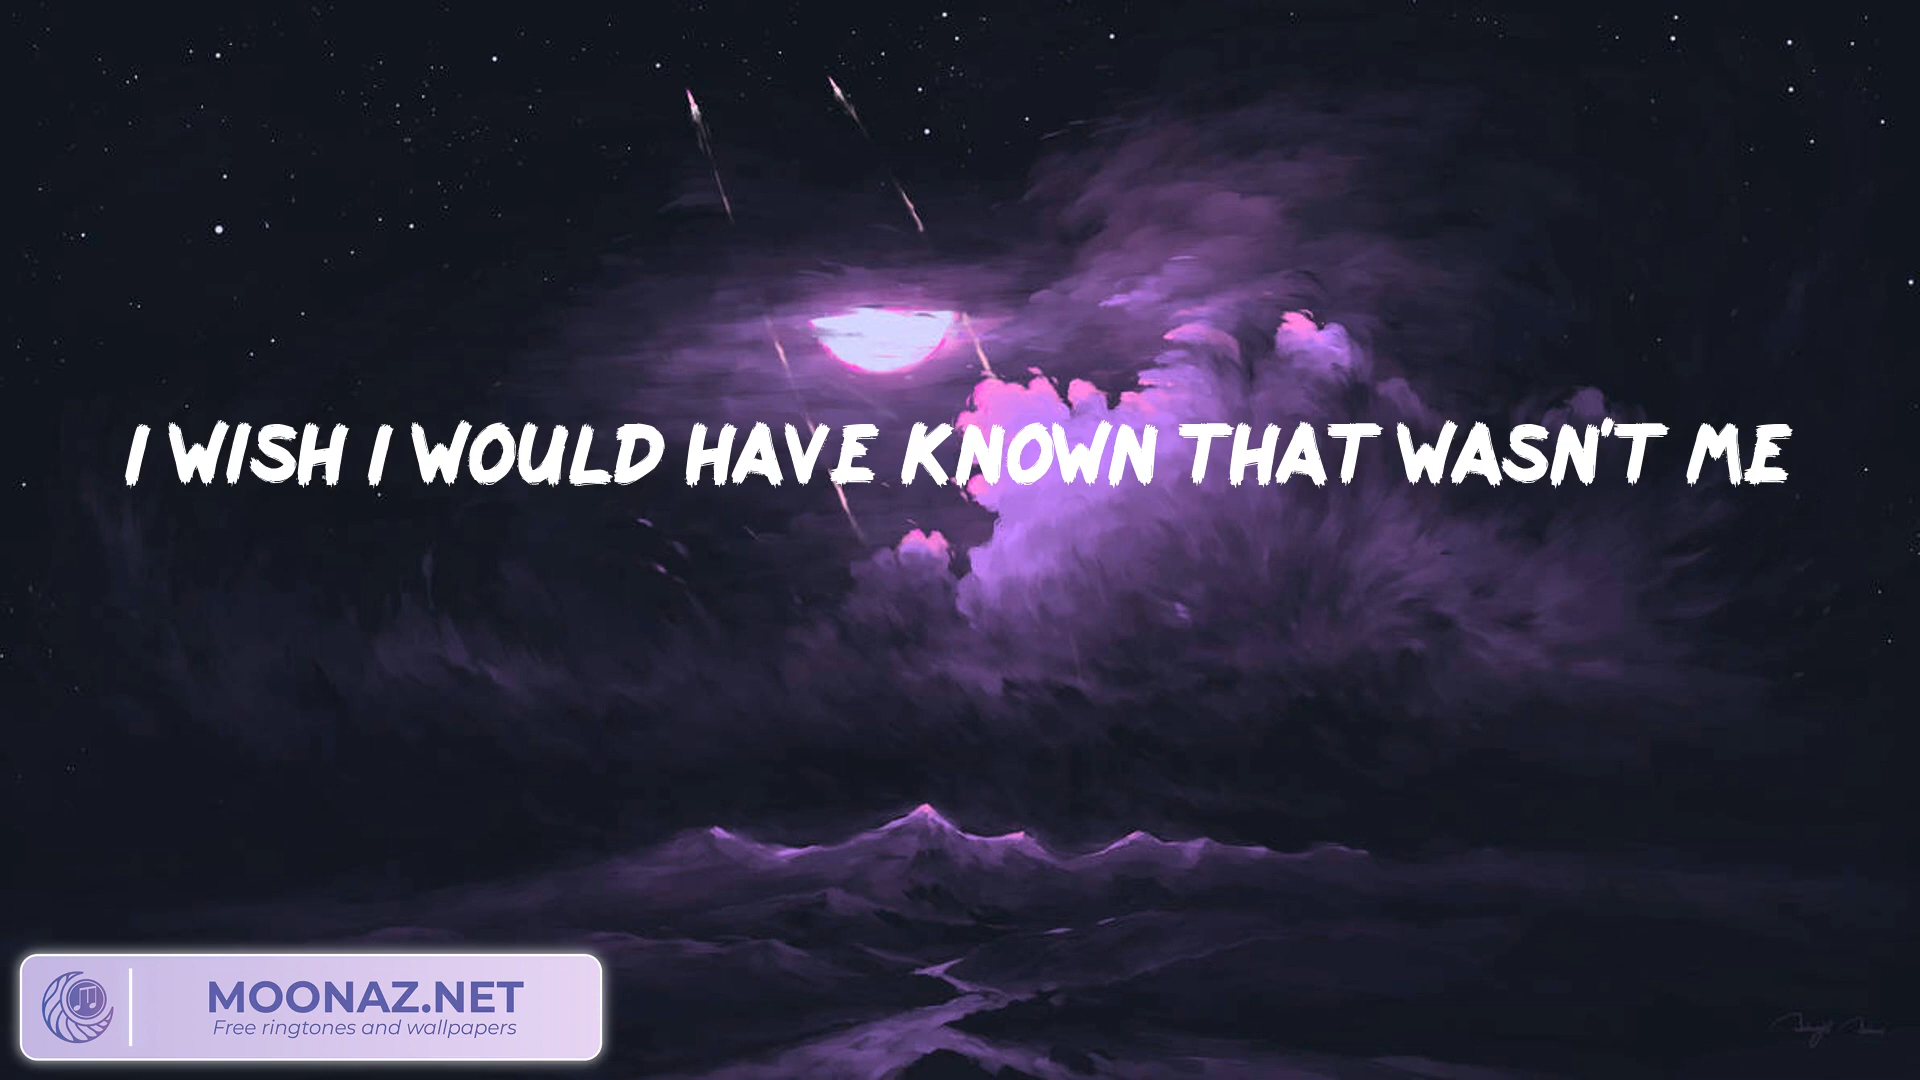 I WISH I WOULD HAVE KNOWN THAT WASN'T ME
MOONAZ.NET
Free ringtones and wallpapers